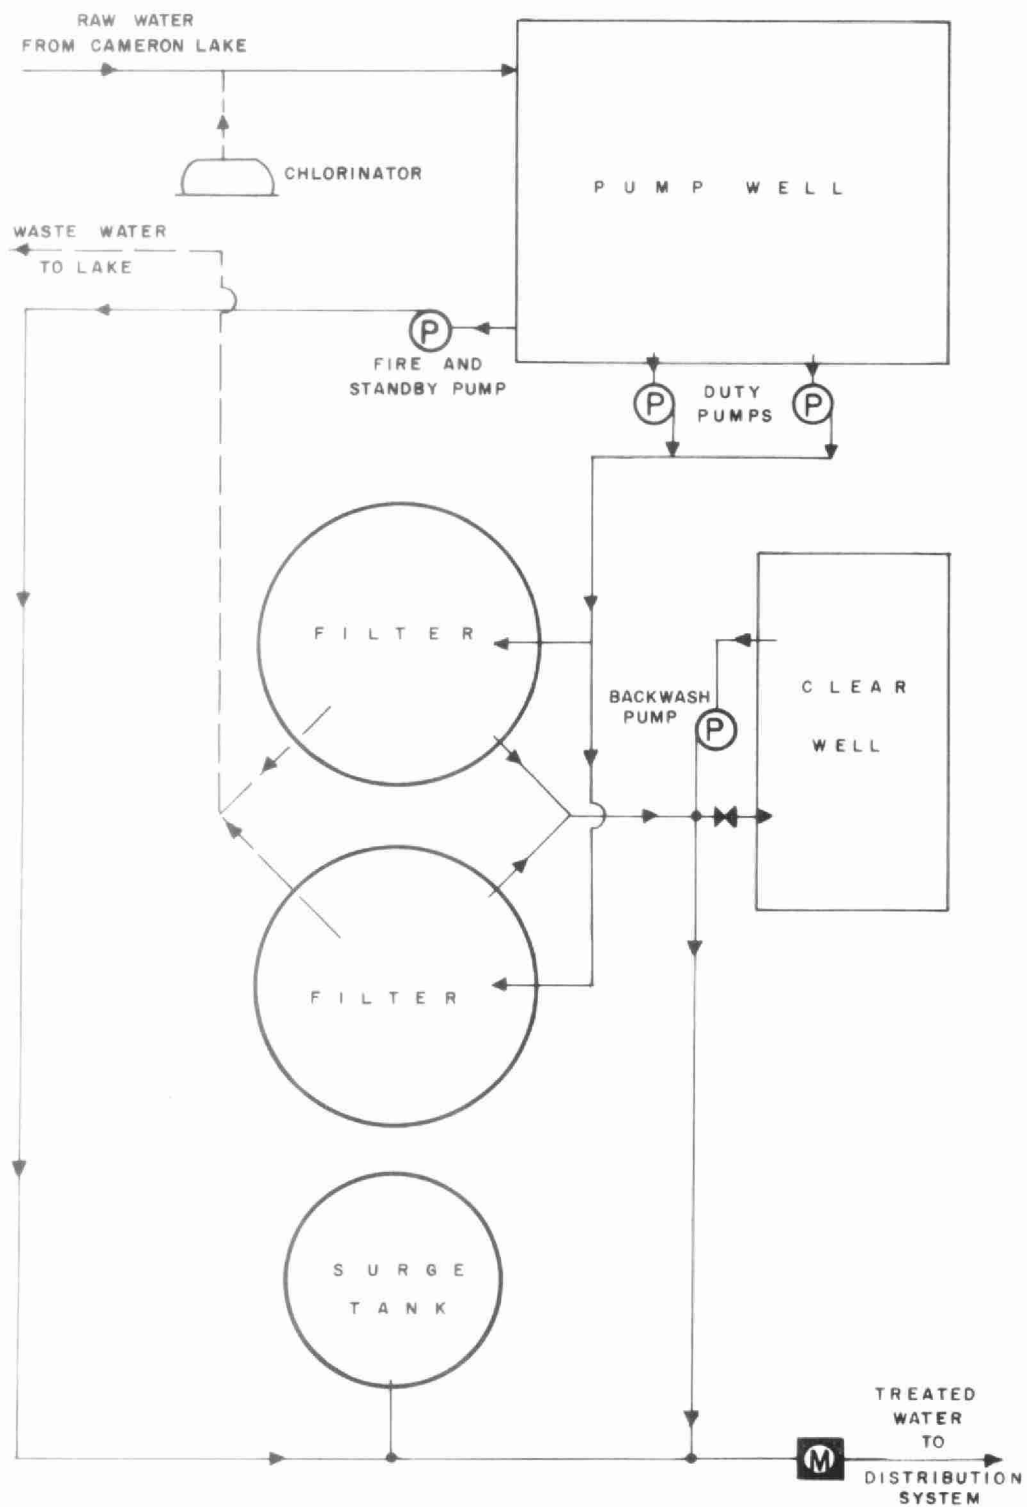 RAW WATER
FROM CAMERON LAKE
CHLORINATOR
PUMP WELL
WASTE WATER
TO LAKE
P
FIRE AND
STANDBY PUMP
P
DUTY
PUMPS
P
FILTER
BACKWASH
PUMP
P
CLEAR
WELL
FILTER
SURGE
TANK
M
TREATED
WATER
TO
DISTRIBUTION
SYSTEM